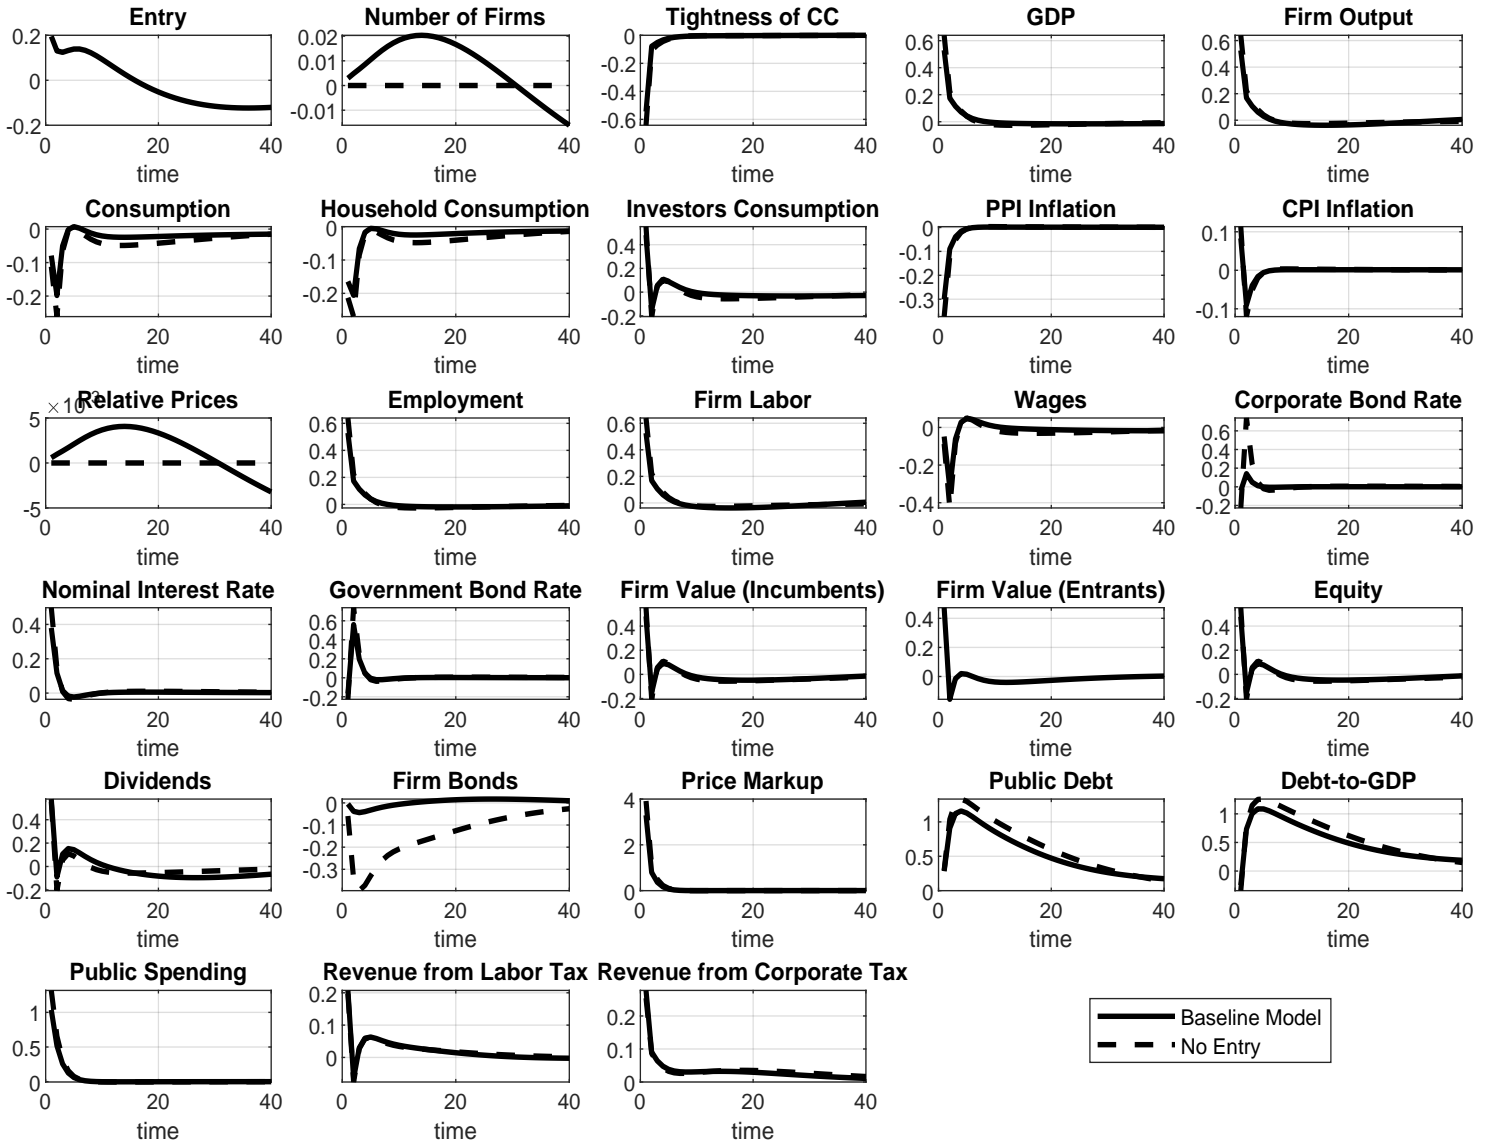 Entry Number of Firms Tightness of CC GDP Firm Output
0.2 0 -0.2 0.02 0.01 0 -0.01 0 -0.2 -0.4 -0.6 0.6 0.4 0.2 0 0.6 0.4 0.2 0
0 20 40 0 20 40 0 20 40 0 20 40 0 20 40
time time time time time
Consumption Household Consumption Investors Consumption PPI Inflation CPI Inflation
0 -0.1 -0.2 0 -0.1 -0.2 0.4 0.2 0 -0.2 0 -0.1 -0.2 -0.3 0.1 0 -0.1
0 20 40 0 20 40 0 20 40 0 20 40 0 20 40
time time time time time
Relative Prices Employment Firm Labor Wages Corporate Bond Rate
5 0 -5 0.6 0.4 0.2 0 0.6 0.4 0.2 0 0 -0.2 -0.4 0.6 0.4 0.2 0 -0.2
0 20 40 0 20 40 0 20 40 0 20 40 0 20 40
time time time time time
Nominal Interest Rate Government Bond Rate Firm Value (Incumbents) Firm Value (Entrants) Equity
0.4 0.2 0 0.6 0.4 0.2 0 -0.2 0.4 0.2 0 -0.2 0.4 0.2 0 0.4 0.2 0 -0.2
0 20 40 0 20 40 0 20 40 0 20 40 0 20 40
time time time time time
Dividends Firm Bonds Price Markup Public Debt Debt-to-GDP
0.4 0.2 0 -0.2 0 -0.1 -0.2 -0.3 4 2 0 1 0.5 0 1 0.5 0
0 20 40 0 20 40 0 20 40 0 20 40 0 20 40
time time time time time
Public Spending Revenue from Labor Tax Revenue from Corporate Tax
1 0.5 0 0.2 0.1 0 0.2 0.1 0
0 20 40 0 20 40 0 20 40
time time time
Baseline Model
No Entry